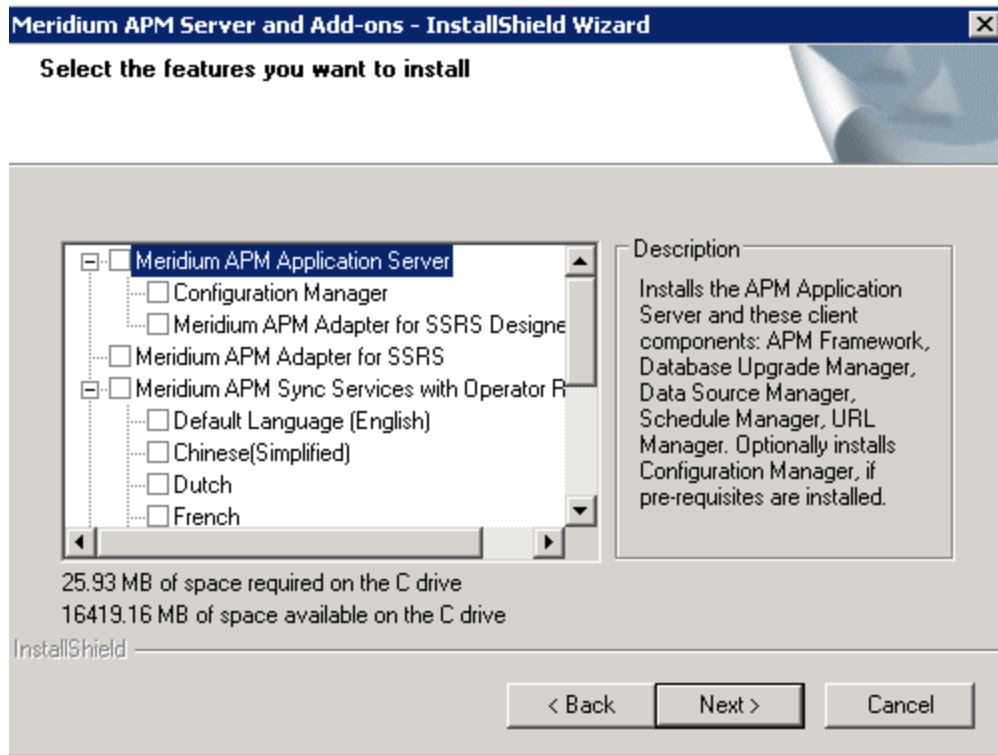 Meridium APM Server and Add-ons - InstallShield Wizard
Select the features you want to install
Meridium APM Application Server
Configuration Manager
Meridium APM Adapter for SSRS Designe
Meridium APM Adapter for SSRS
Meridium APM Sync Services with Operator R
Default Language (English)
Chinese(Simplified)
Dutch
French
Description
Installs the APM Application
Server and these client
components: APM Framework,
Database Upgrade Manager,
Data Source Manager,
Schedule Manager, URL
Manager. Optionally installs
Configuration Manager, if
pre-requisites are installed.
25.93 MB of space required on the C drive
16419.16 MB of space available on the C drive
InstallShield
< Back
Next >
Cancel